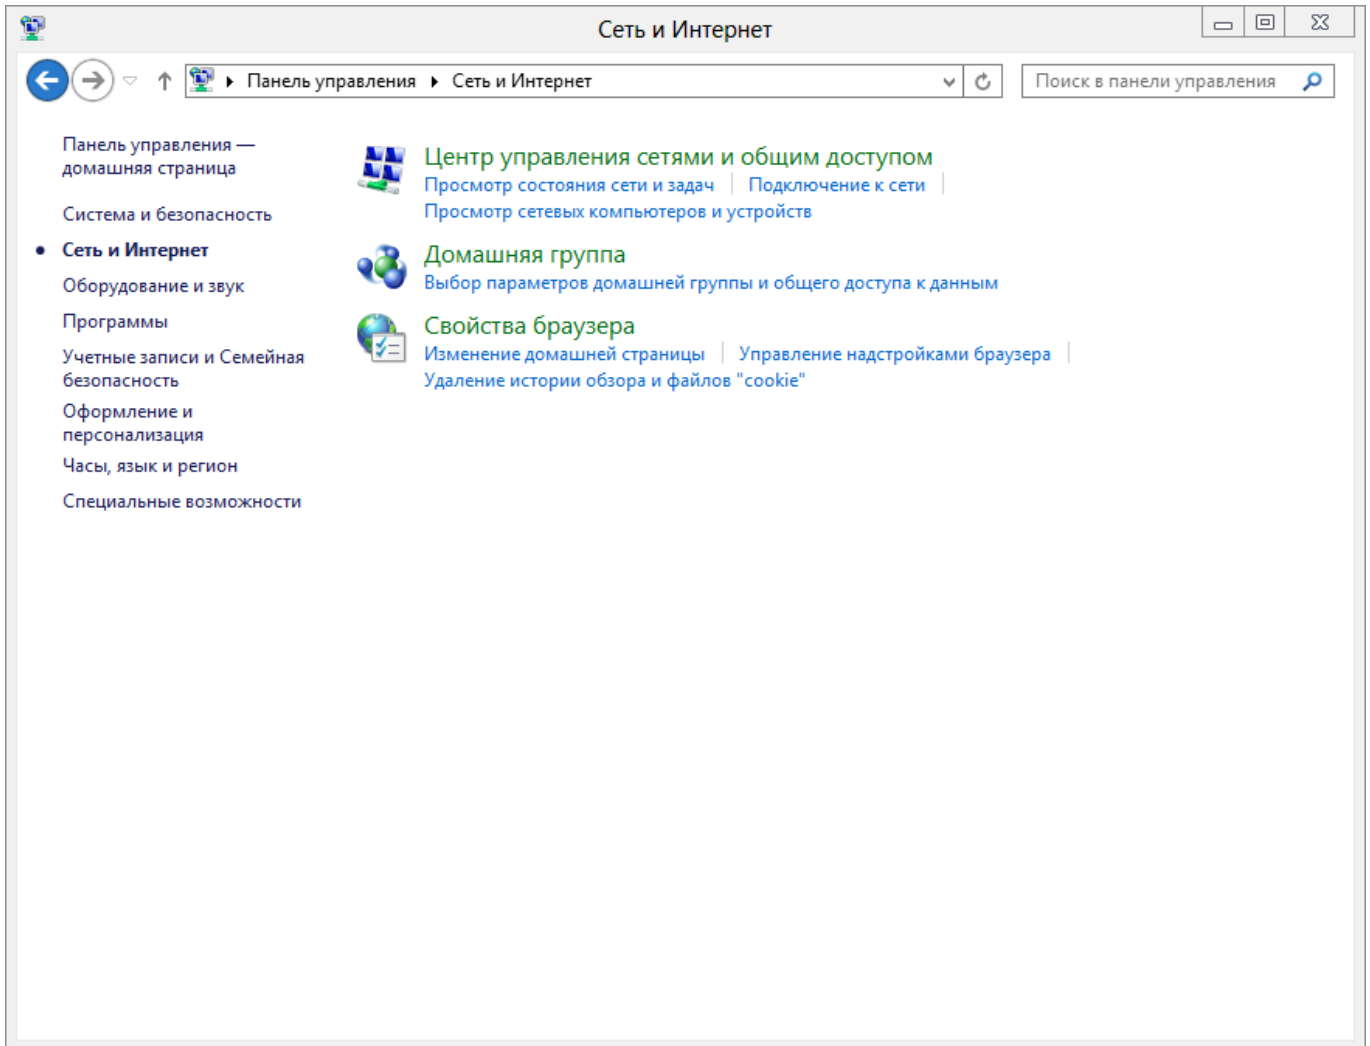 Сеть и Интернет
Панель управления Сеть и Интернет
Поиск в панели управления
Панель управления —
домашняя страница
Система и безопасность
Сеть и Интернет
Оборудование и звук
Программы
Учетные записи и Семейная
безопасность
Оформление и
персонализация
Часы, язык и регион
Специальные возможности
Центр управления сетями и общим доступом
Просмотр состояния сети и задач Подключение к сети
Просмотр сетевых компьютеров и устройств
Домашняя группа
Выбор параметров домашней группы и общего доступа к данным
Свойства браузера
Изменение домашней страницы Управление надстройками браузера
Удаление истории обзора и файлов "cookie"